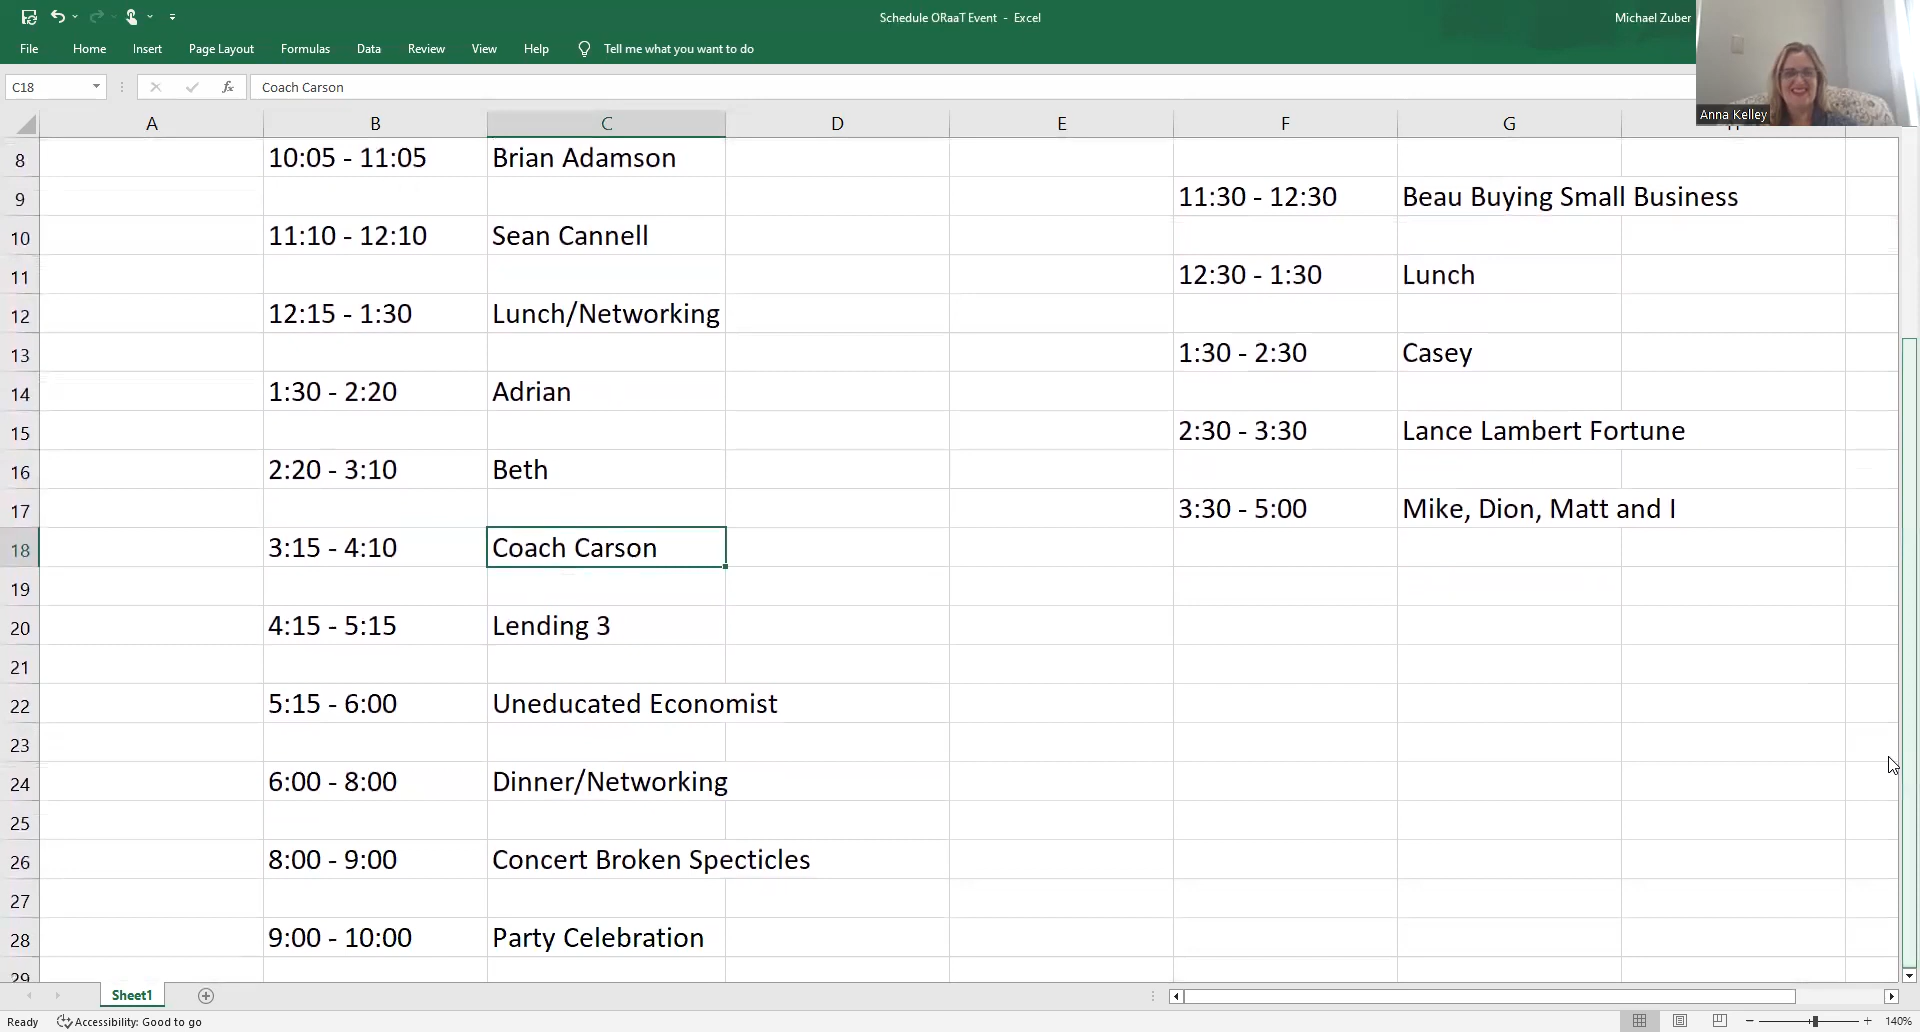 Schedule ORaaT Event - Excel
Michael Zuber
File Home Insert Page Layout Formulas Data Review View Help Tell me what you want to do
C18 fx Coach Carson
Anna Kelley
A B C D E F G H
8 10:05 - 11:05 Brian Adamson
9 11:30 - 12:30 Beau Buying Small Business
10 11:10 - 12:10 Sean Cannell
11 12:30 - 1:30 Lunch
12 12:15 - 1:30 Lunch/Networking
13 1:30 - 2:30 Casey
14 1:30 - 2:20 Adrian
15 2:30 - 3:30 Lance Lambert Fortune
16 2:20 - 3:10 Beth
17 3:30 - 5:00 Mike, Dion, Matt and I
18 3:15 - 4:10 Coach Carson
19
20 4:15 - 5:15 Lending 3
21
22 5:15 - 6:00 Uneducated Economist
23
24 6:00 - 8:00 Dinner/Networking
25
26 8:00 - 9:00 Concert Broken Specticles
27
28 9:00 - 10:00 Party Celebration
29
Sheet1
Ready Accessibility: Good to go 140%